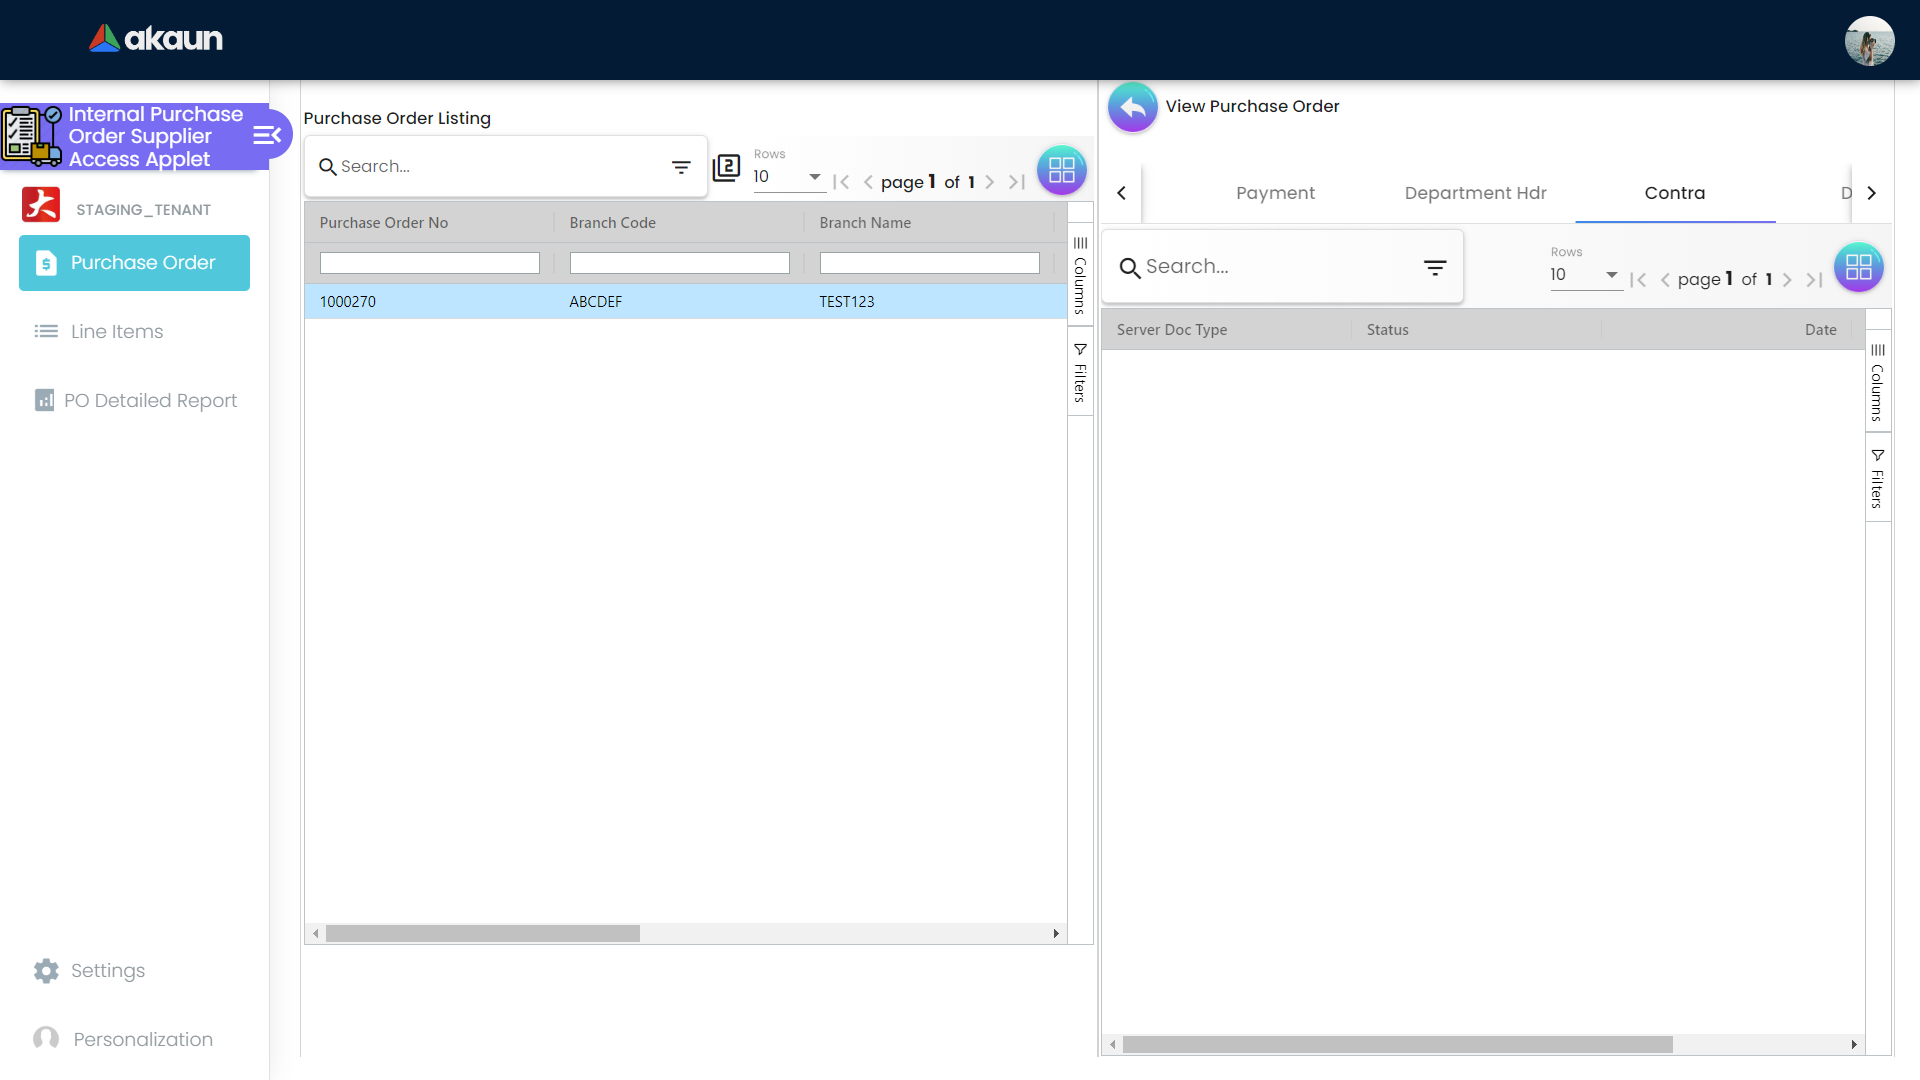 akaun
Internal Purchase
Order Supplier
Access Applet
STAGING_TENANT
Purchase Order
Line Items
PO Detailed Report
Settings
Personalization
Purchase Order Listing
Search...
2
Rows
10
page 1 of 1
Purchase Order No Branch Code Branch Name
1000270 ABCDEF TEST123
Columns
Filters
View Purchase Order
Payment Department Hdr Contra D
Search...
Rows
10
page 1 of 1
Server Doc Type Status Date
Columns
Filters